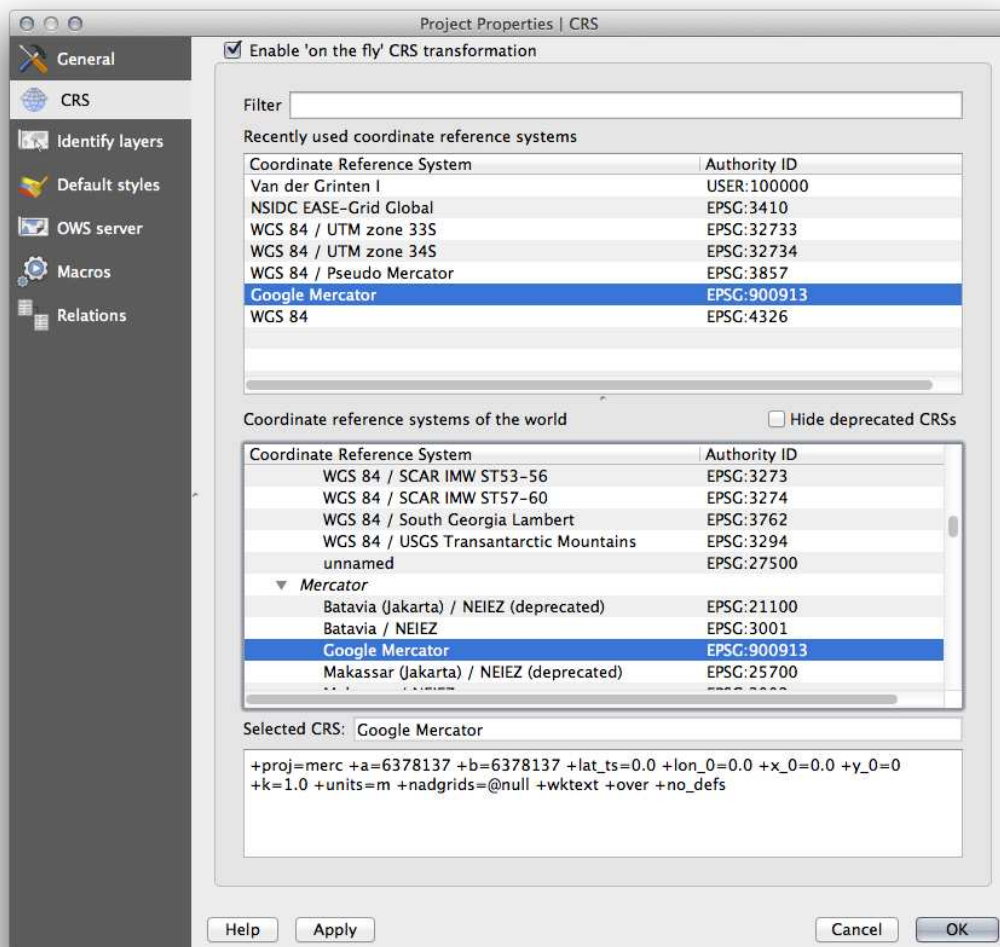 Project Properties | CRS
General
CRS
Identify layers
Default styles
OWS server
Macros
Relations
Enable 'on the fly' CRS transformation
Filter
Recently used coordinate reference systems
Coordinate Reference System Authority ID
Van der Grinten I USER:100000
NSIDC EASE-Grid Global EPSG:3410
WGS 84 / UTM zone 33S EPSG:32733
WGS 84 / UTM zone 34S EPSG:32734
WGS 84 / Pseudo Mercator EPSG:3857
Google Mercator EPSG:900913
WGS 84 EPSG:4326
Coordinate reference systems of the world Hide deprecated CRSs
Coordinate Reference System Authority ID
WGS 84 / SCAR IMW ST53-56 EPSG:3273
WGS 84 / SCAR IMW ST57-60 EPSG:3274
WGS 84 / South Georgia Lambert EPSG:3762
WGS 84 / USGS Transantarctic Mountains EPSG:3294
unnamed EPSG:27500
Mercator
Batavia (Jakarta) / NEIEZ (deprecated) EPSG:21100
Batavia / NEIEZ EPSG:3001
Google Mercator EPSG:900913
Makassar (Jakarta) / NEIEZ (deprecated) EPSG:25700
Selected CRS: Google Mercator
+proj=merc +a=6378137 +b=6378137 +lat_ts=0.0 +lon_0=0.0 +x_0=0.0 +y_0=0
+k=1.0 +units=m +nadgrids=@null +wktext +over +no_defs
Help Apply Cancel OK